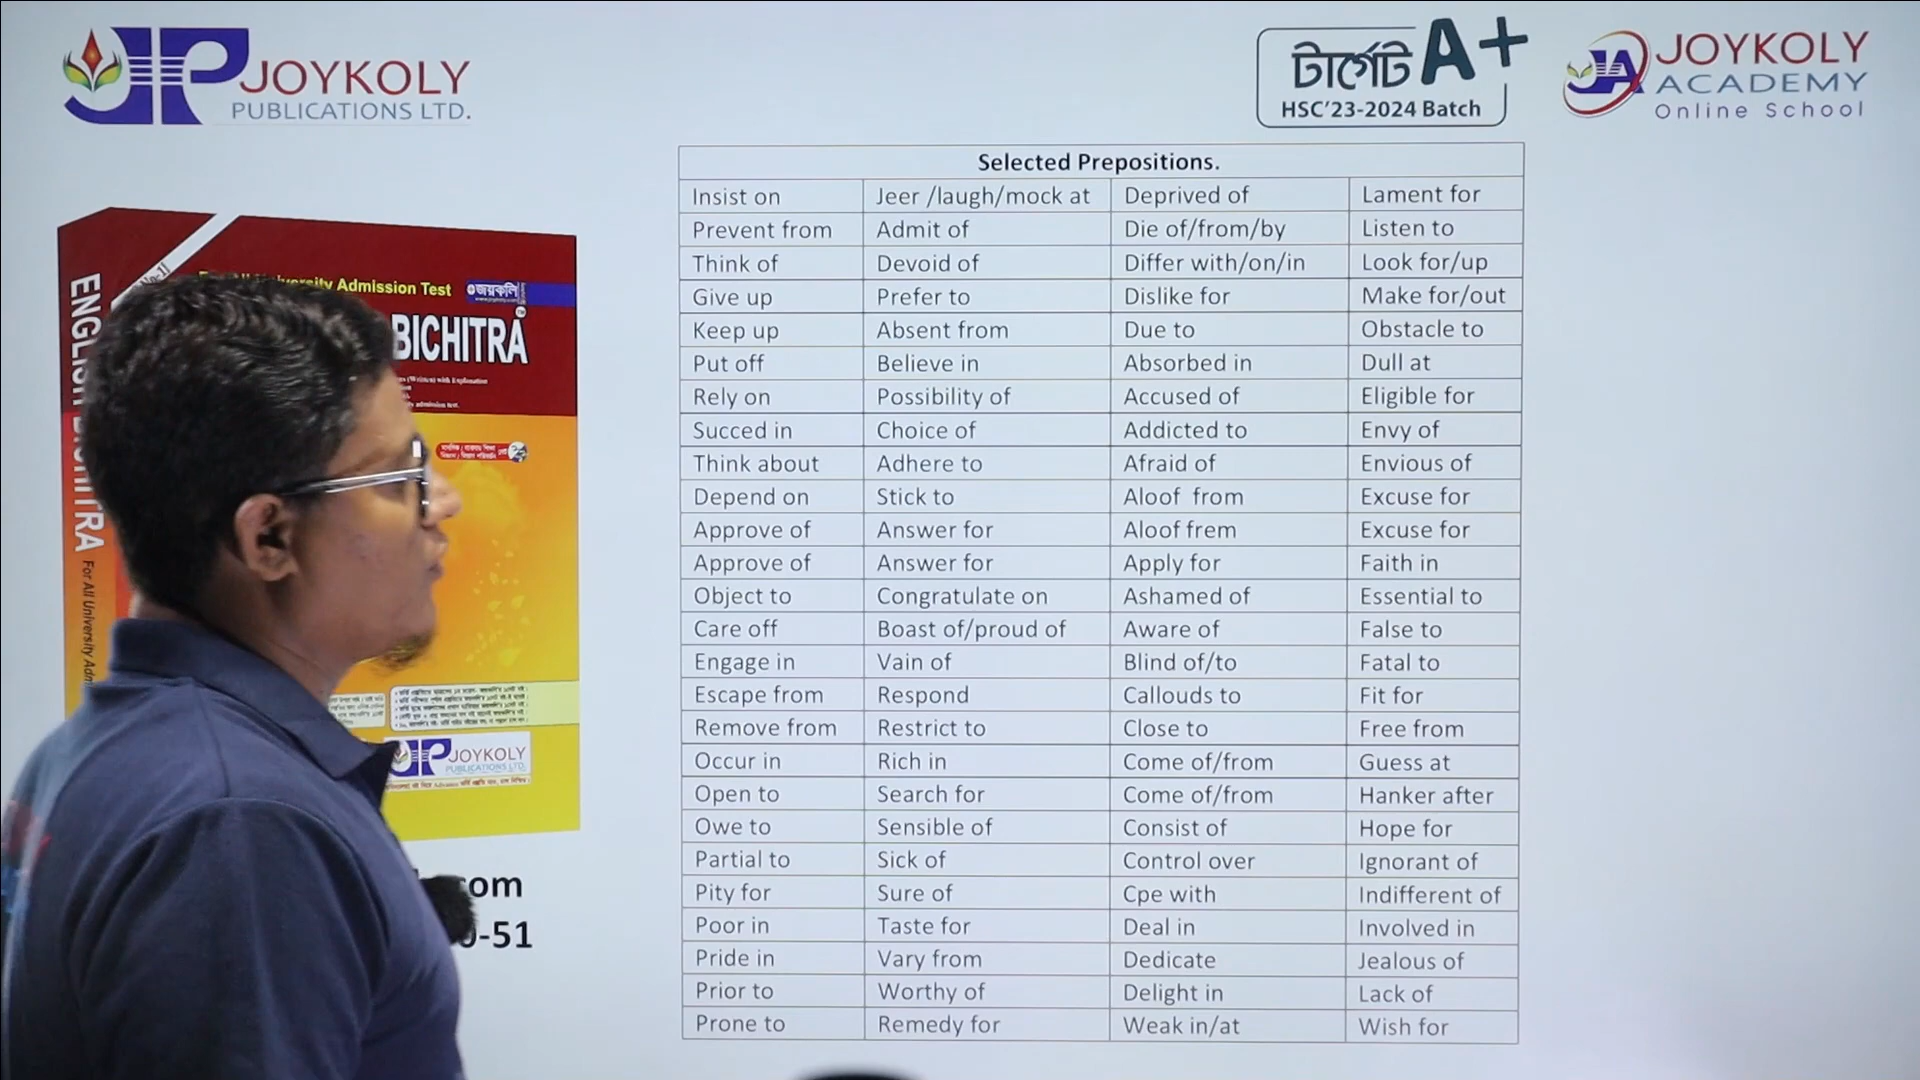 JP JOYKOLY
PUBLICATIONS LTD.
টার্গেট A+
HSC'23-2024 Batch
JA JOYKOLY
ACADEMY
Online School
Selected Prepositions.
Insist on Jeer /laugh/mock at Deprived of Lament for
Prevent from Admit of Die of/from/by Listen to
Think of Devoid of Differ with/on/in Look for/up
Give up Prefer to Dislike for Make for/out
Keep up Absent from Due to Obstacle to
Put off Believe in Absorbed in Dull at
Rely on Possibility of Accused of Eligible for
Succed in Choice of Addicted to Envy of
Think about Adhere to Afraid of Envious of
Depend on Stick to Aloof from Excuse for
Approve of Answer for Aloof frem Excuse for
Approve of Answer for Apply for Faith in
Object to Congratulate on Ashamed of Essential to
Care off Boast of/proud of Aware of False to
Engage in Vain of Blind of/to Fatal to
Escape from Respond Callouds to Fit for
Remove from Restrict to Close to Free from
Occur in Rich in Come of/from Guess at
Open to Search for Come of/from Hanker after
Owe to Sensible of Consist of Hope for
Partial to Sick of Control over Ignorant of
Pity for Sure of Cpe with Indifferent of
Poor in Taste for Deal in Involved in
Pride in Vary from Dedicate Jealous of
Prior to Worthy of Delight in Lack of
Prone to Remedy for Weak in/at Wish for
University Admission Test
জয়কলি
BICHITRA
For All University
JP JOYKOLY
PUBLICATIONS LTD.
com
-51